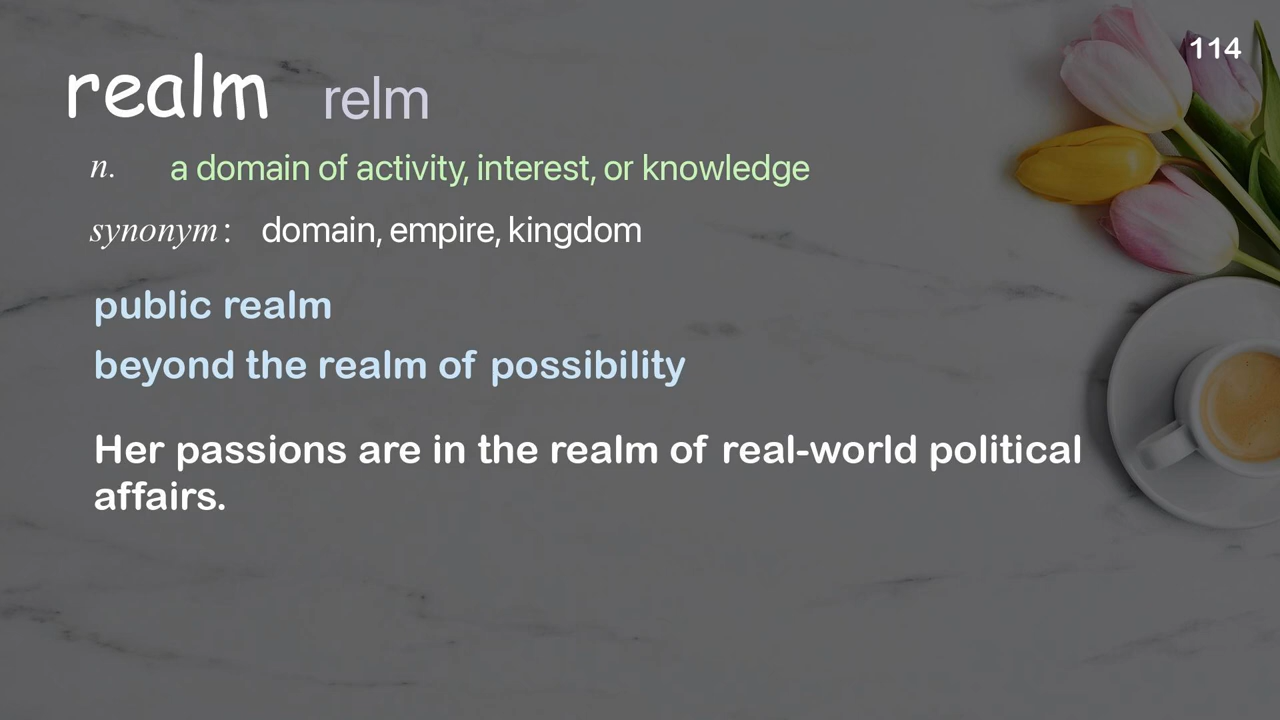 114
realm relm
n. a domain of activity, interest, or knowledge
synonym: domain, empire, kingdom
public realm
beyond the realm of possibility
Her passions are in the realm of real-world political
affairs.